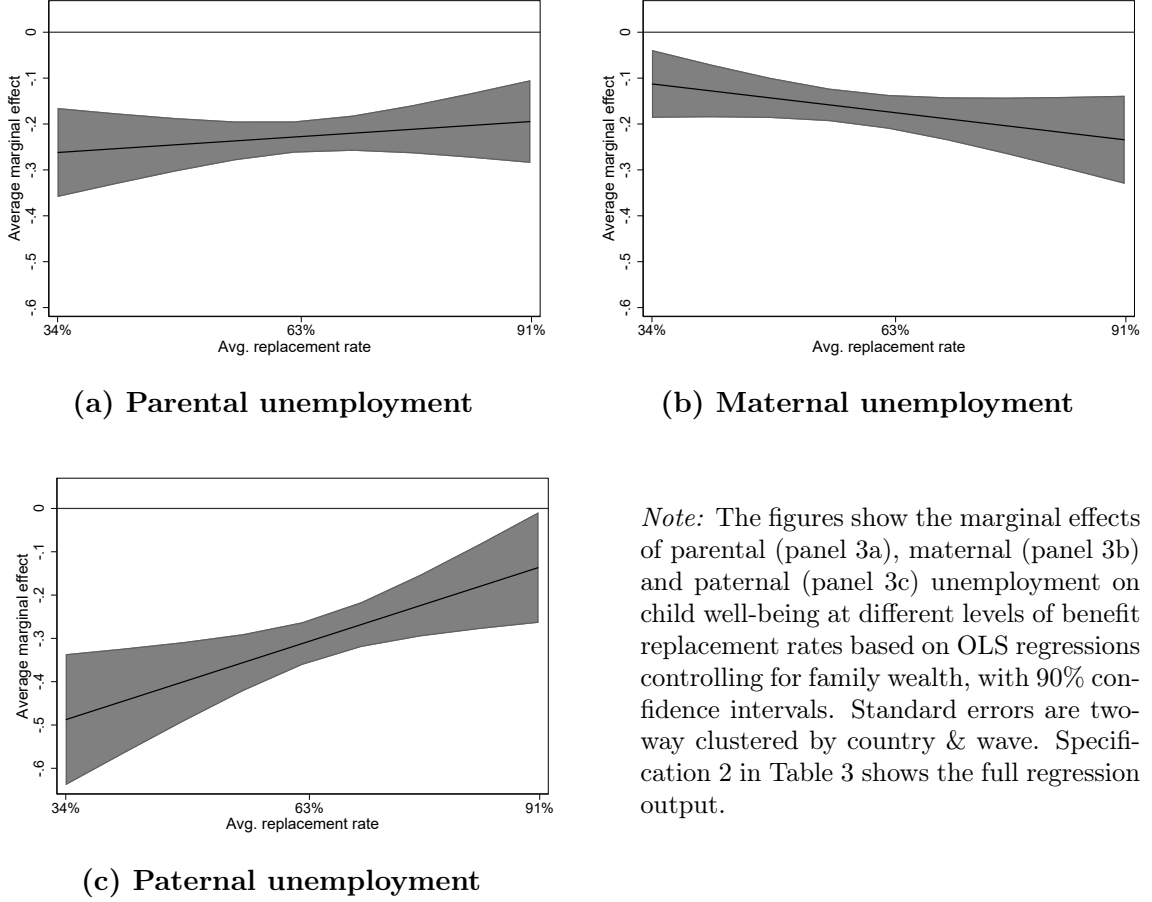 0
-.1
-.2
-.3
-.4
-.5
-.6
Average marginal effect
34%
63%
91%
Avg. replacement rate
(a) Parental unemployment
0
-.1
-.2
-.3
-.4
-.5
-.6
Average marginal effect
34%
63%
91%
Avg. replacement rate
(b) Maternal unemployment
0
-.1
-.2
-.3
-.4
-.5
-.6
Average marginal effect
34%
63%
91%
Avg. replacement rate
(c) Paternal unemployment
Note: The figures show the marginal effects
of parental (panel 3a), maternal (panel 3b)
and paternal (panel 3c) unemployment on
child well-being at different levels of benefit
replacement rates based on OLS regressions
controlling for family wealth, with 90% con-
fidence intervals. Standard errors are two-
way clustered by country & wave. Specifi-
cation 2 in Table 3 shows the full regression
output.